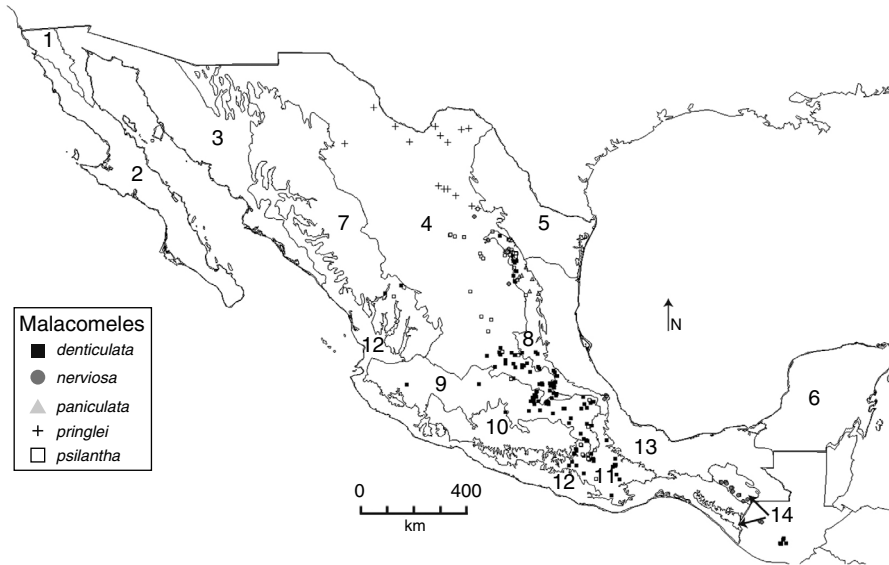 1
2
3
4
5
7
N
Malacomeles
denticulata
nerviosa
paniculata
pringlei
psilantha
12
8
6
9
10
13
11
12
0 400
km
14